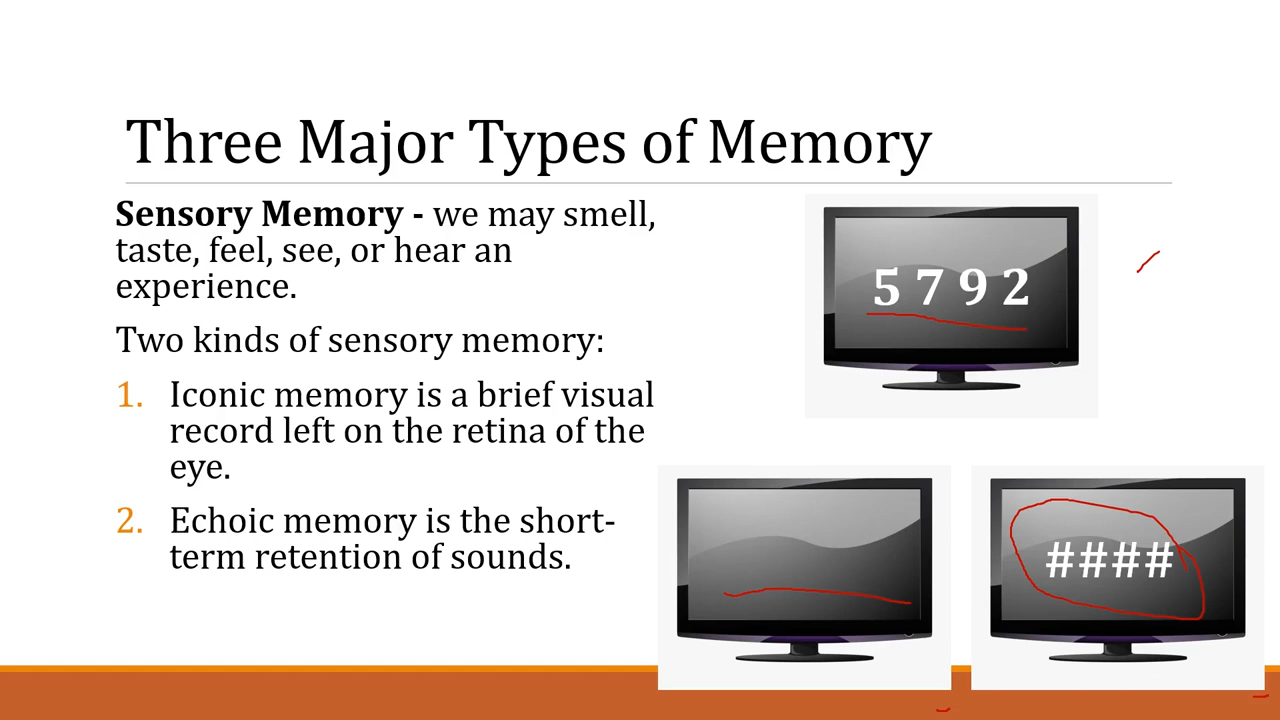 Three Major Types of Memory
Sensory Memory - we may smell,
taste, feel, see, or hear an
experience.
Two kinds of sensory memory:
1. Iconic memory is a brief visual
record left on the retina of the
eye.
2. Echoic memory is the short-
term retention of sounds.
5 7 9 2
####